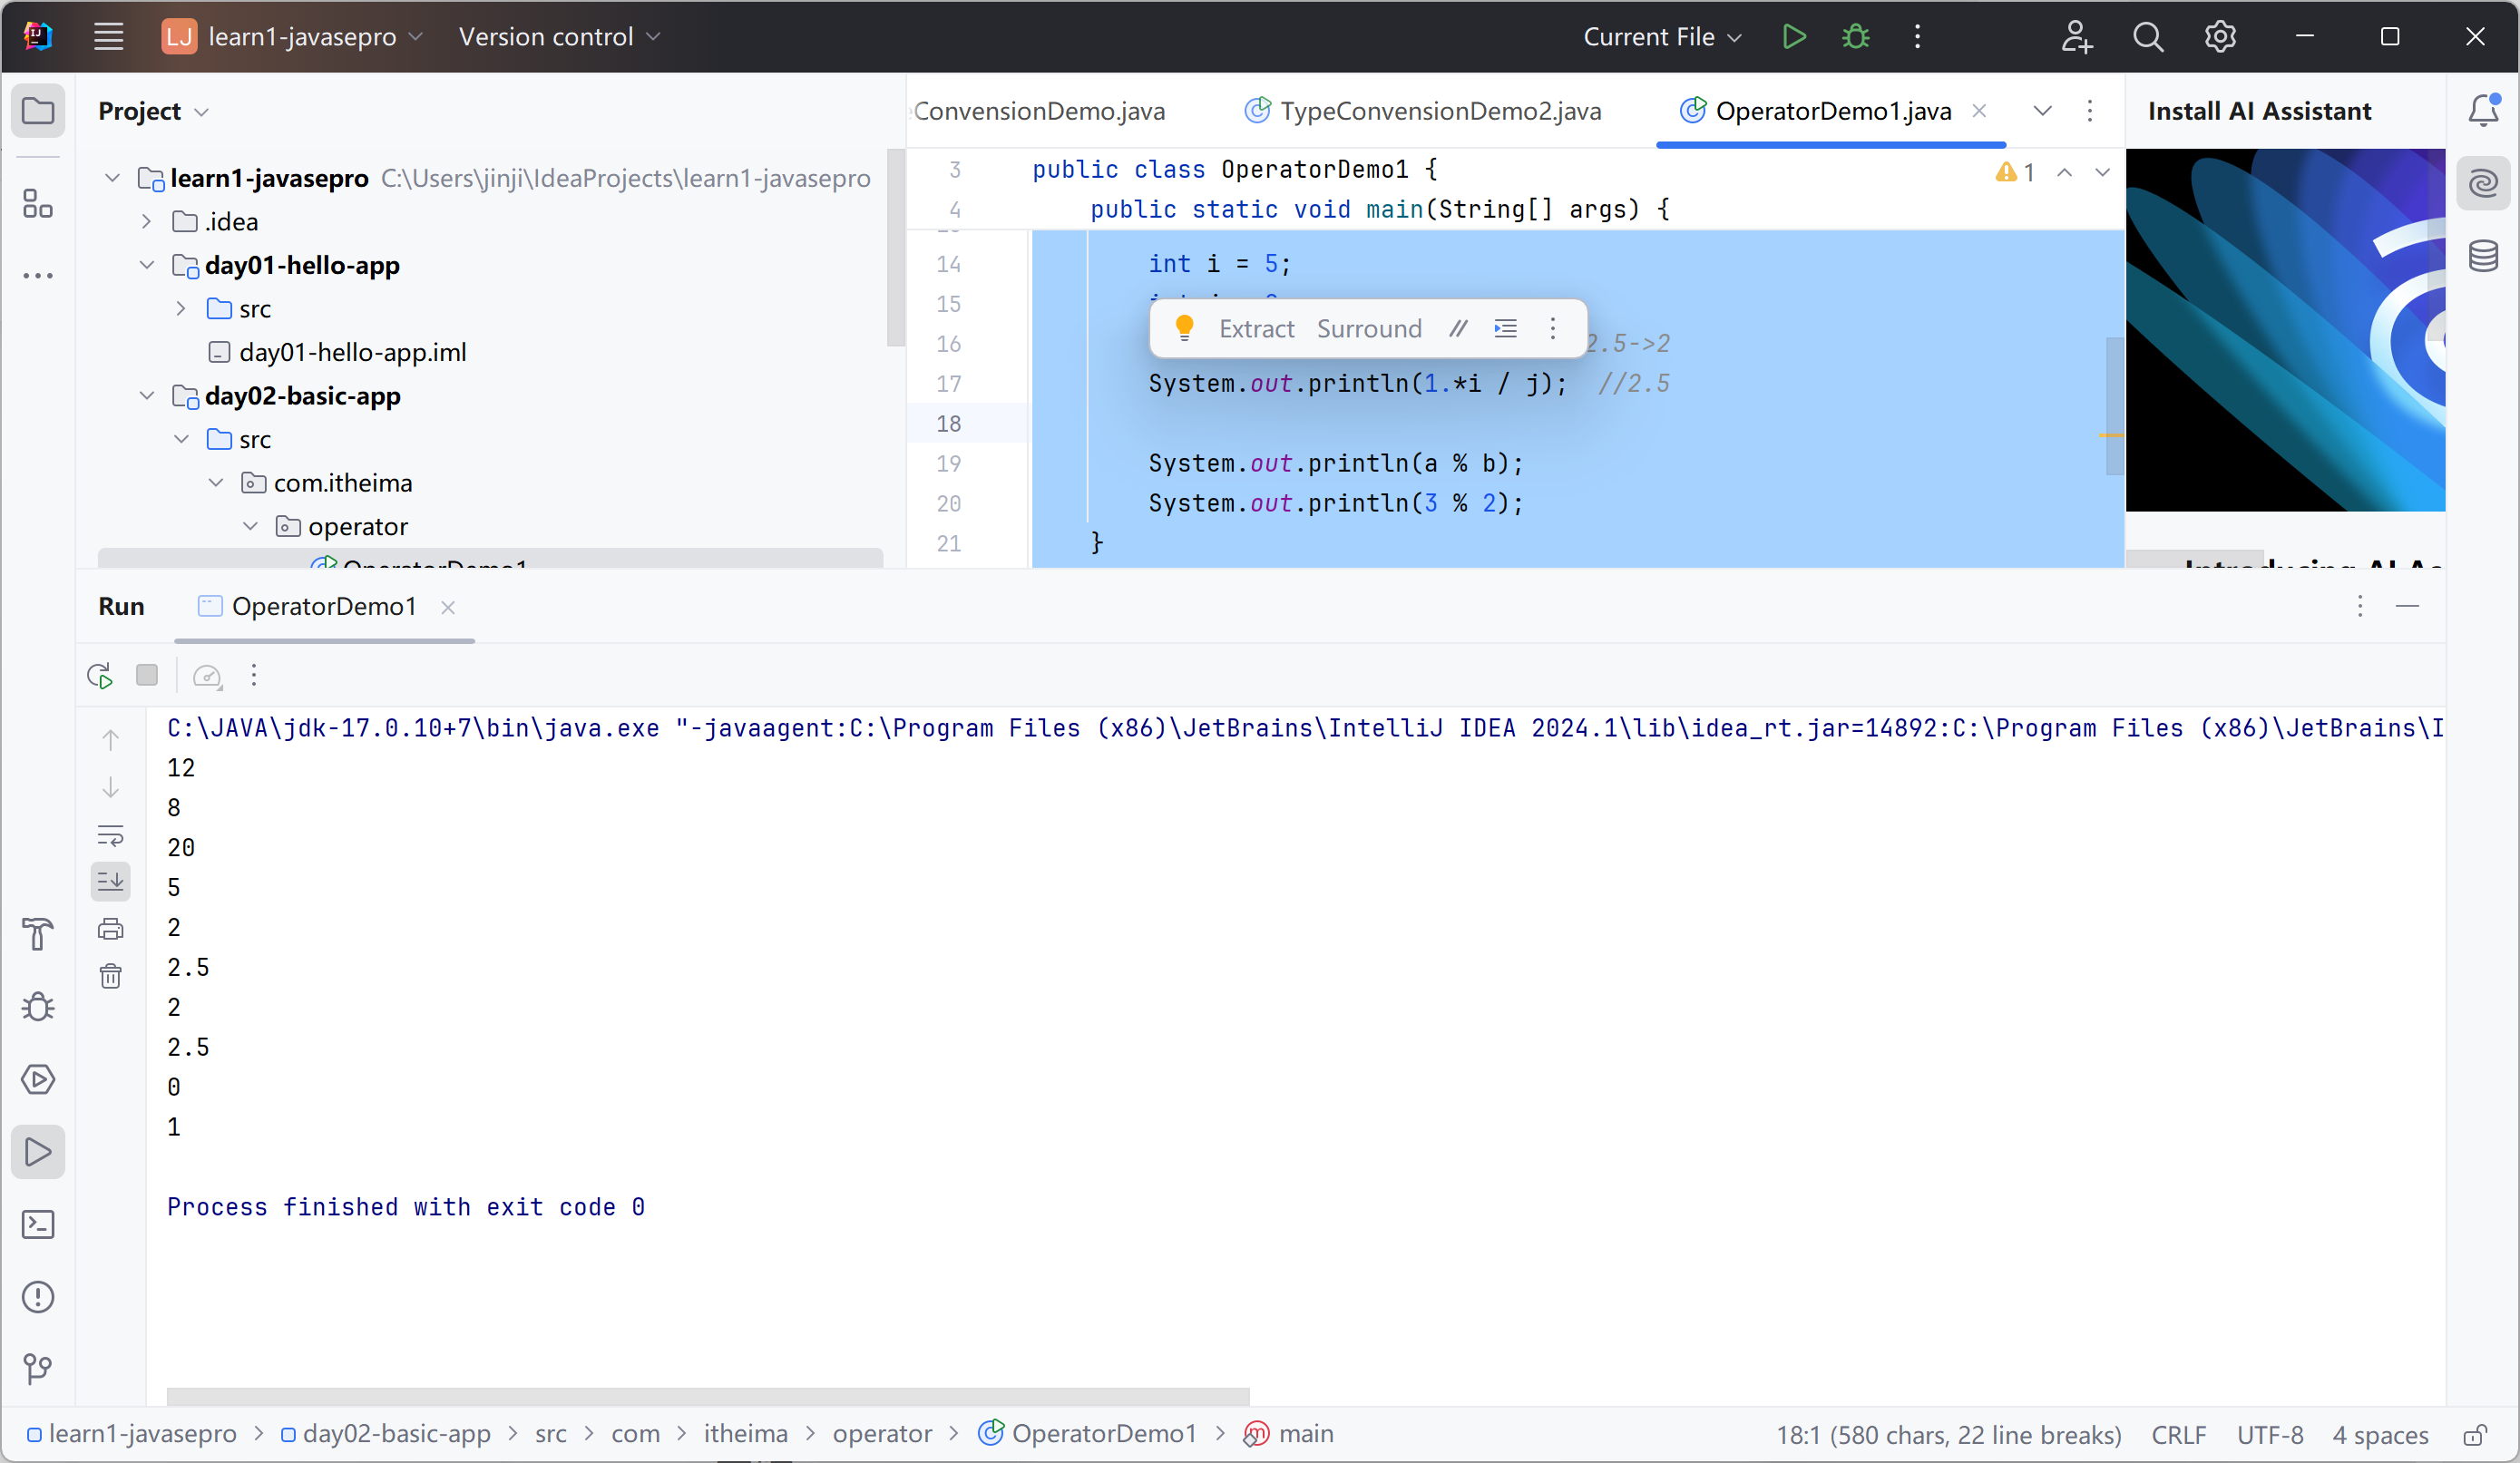 LJ learn1-javasepro Version control Current File
Project
learn1-javasepro C:\Users\jinji\IdeaProjects\learn1-javasepro
.idea
day01-hello-app
src
day01-hello-app.iml
day02-basic-app
src
com.itheima
operator
OperatorDemo1
ConvensionDemo.java TypeConvensionDemo2.java OperatorDemo1.java
3 public class OperatorDemo1 {
4 public static void main(String[] args) {
1
14 int i = 5;
15
16 2.5->2
17 System.out.println(1.*i / j); //2.5
18
19 System.out.println(a % b);
20 System.out.println(3 % 2);
21 }
Extract Surround
Install AI Assistant
Run OperatorDemo1
C:\JAVA\jdk-17.0.10+7\bin\java.exe "-javaagent:C:\Program Files (x86)\JetBrains\IntelliJ IDEA 2024.1\lib\idea_rt.jar=14892:C:\Program Files (x86)\JetBrains\I
12
8
20
5
2
2.5
2
2.5
0
1
Process finished with exit code 0
learn1-javasepro > day02-basic-app > src > com > itheima > operator > OperatorDemo1 > main 18:1 (580 chars, 22 line breaks) CRLF UTF-8 4 spaces